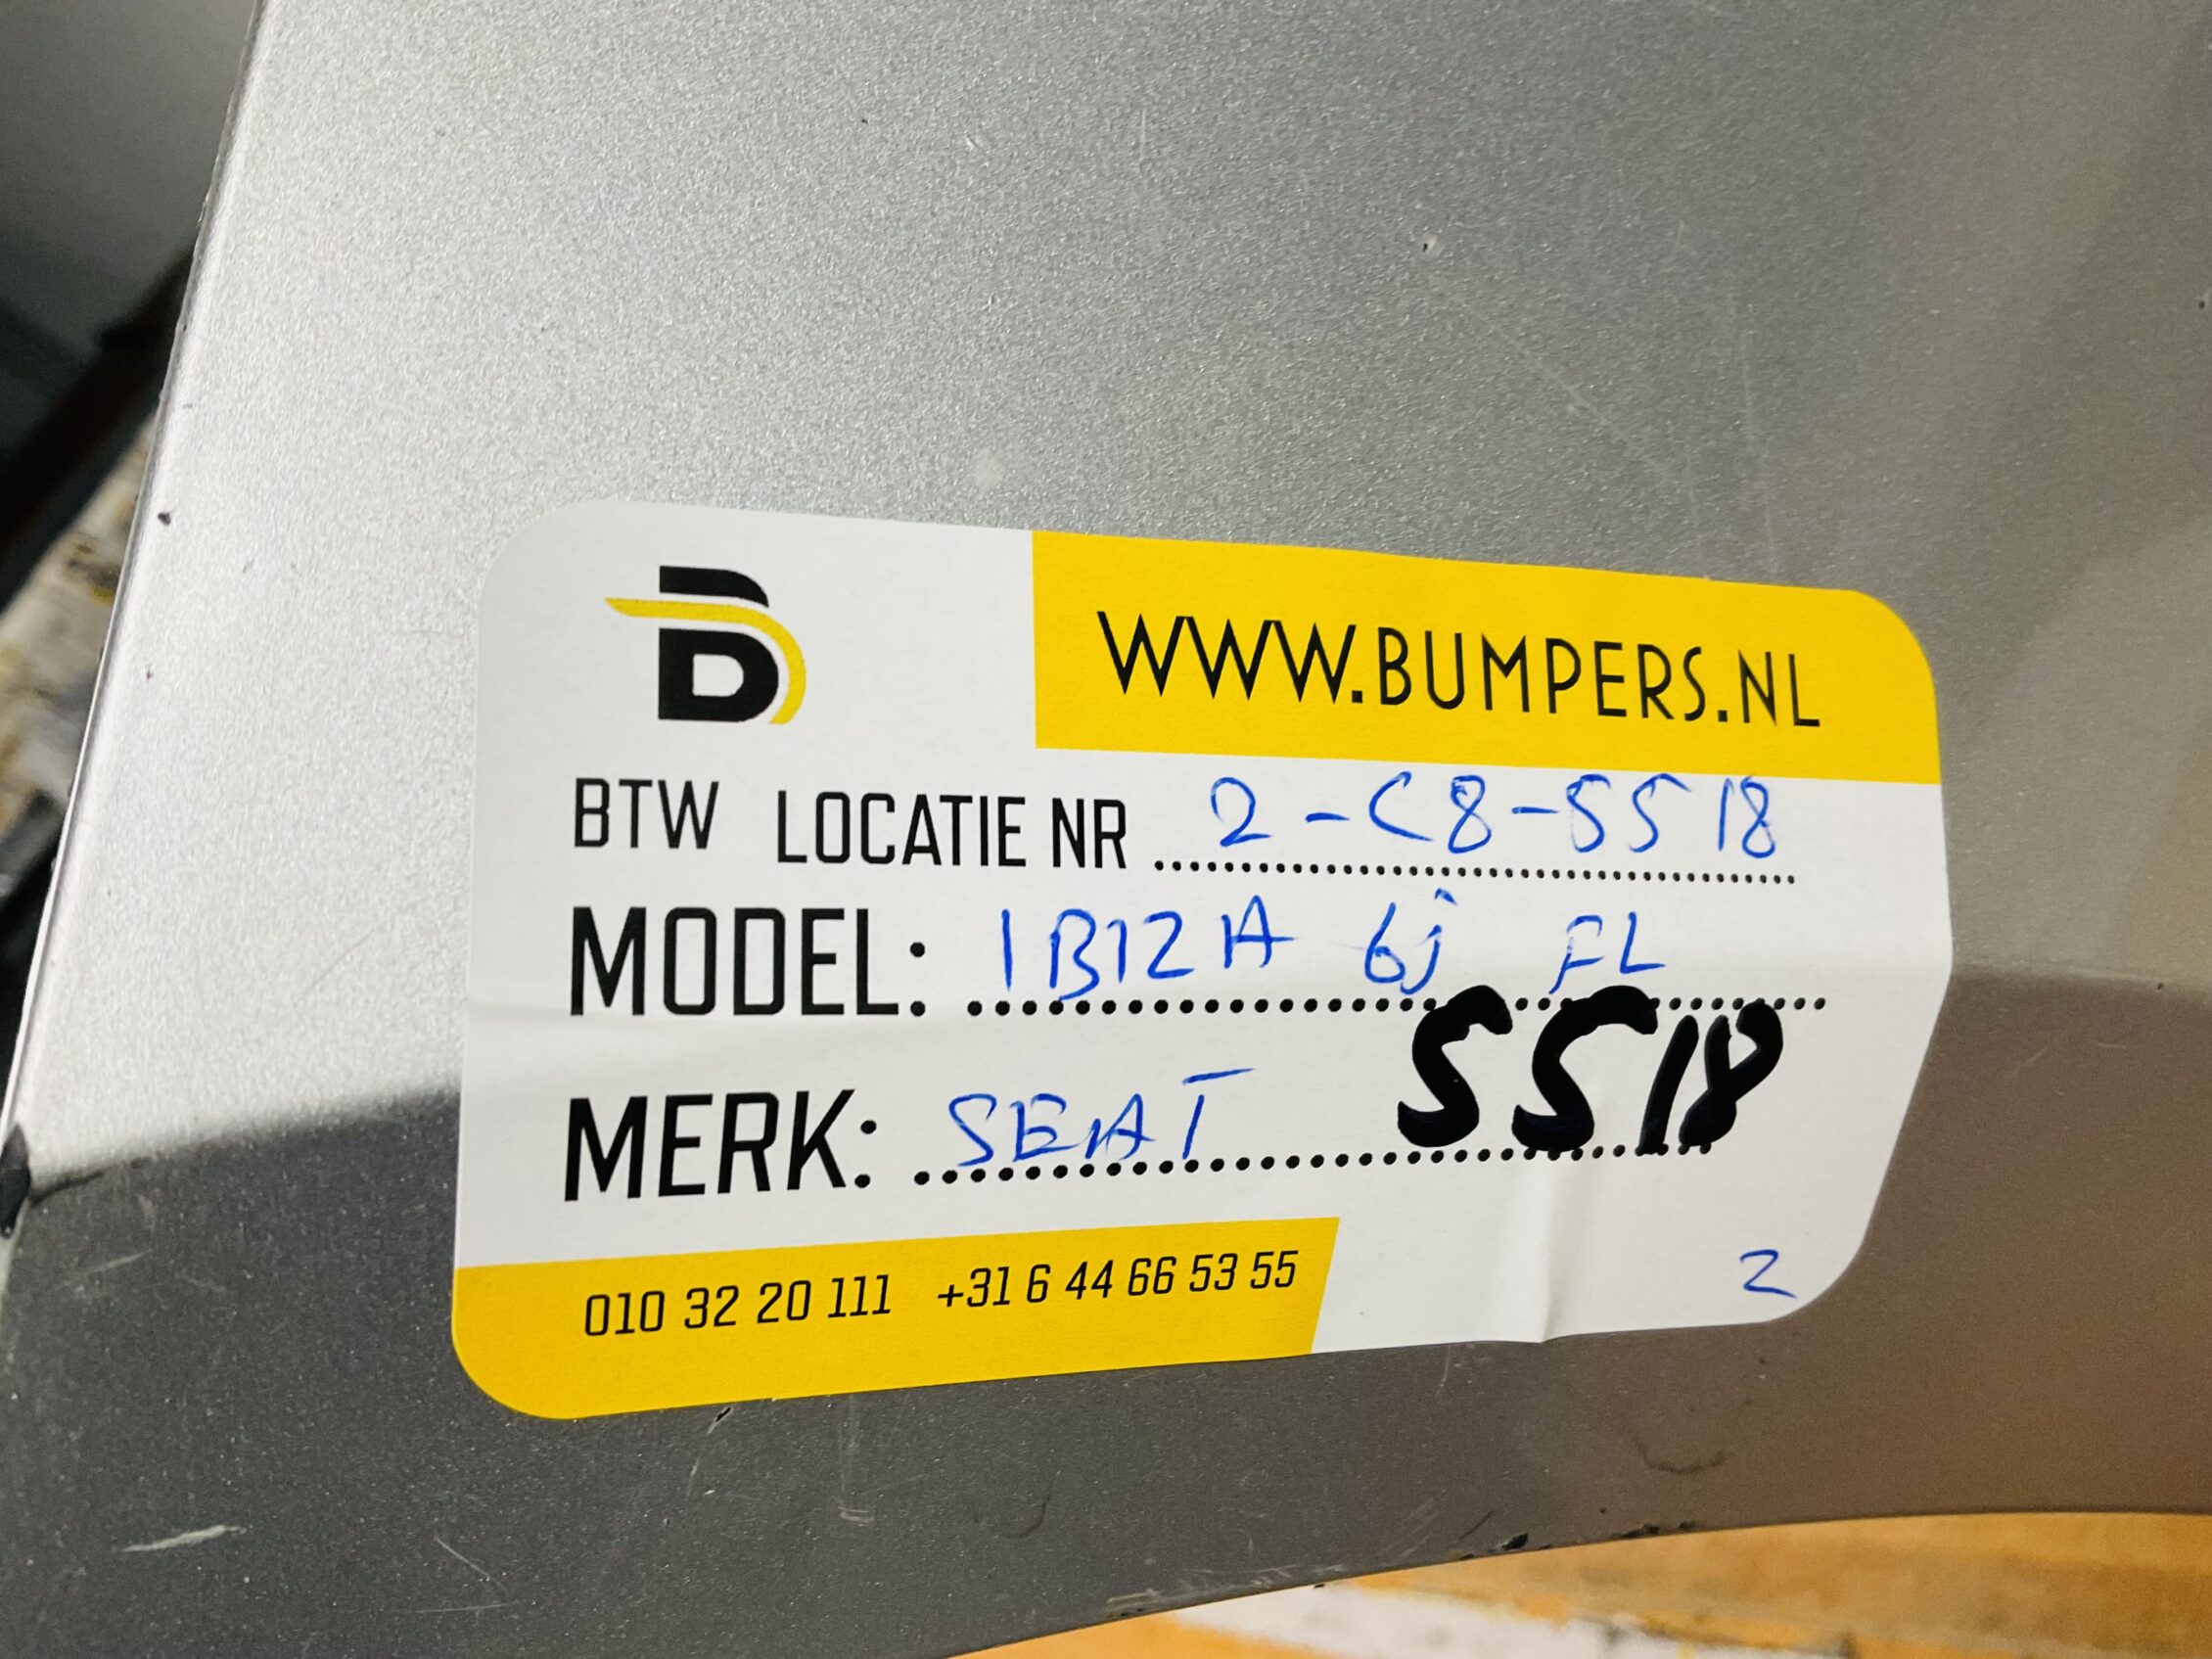 B WWW.BUMPERS.NL
BTW LOCATIE NR 2-C8-5518
MODEL: IBIZA 6j FL
5518
MERK: SEAT
010 32 20 111 +31 6 44 66 53 55
2